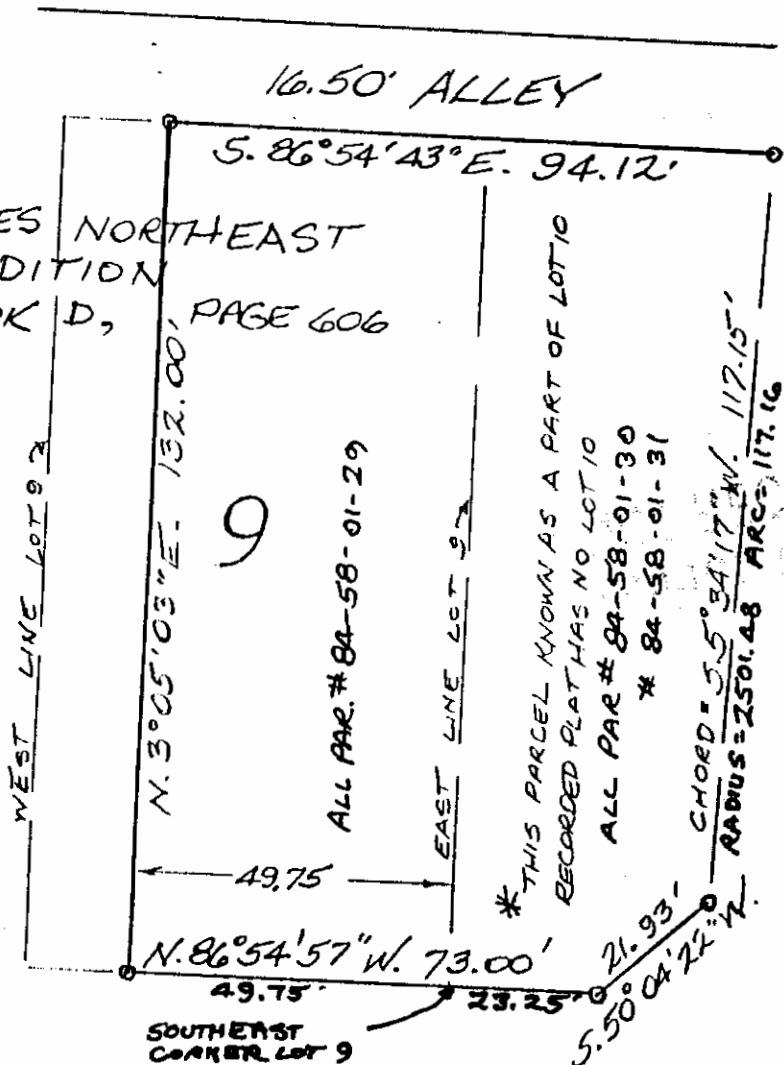 16.50' ALLEY
S. 86°54'43"E. 94.12'
ES NORTHEAST
DITION
K D, PAGE 606
WEST LINE LOT 9
N. 3°05'03"E. 132.00'
9
ALL PAR.# 84-58-01-29
EAST LINE LOT 9
* THIS PARCEL KNOWN AS A PART OF LOT 10
RECORDED PLAT HAS NO LOT 10
ALL PAR# 84-58-01-30
* 84-58-01-31
CHORD = S.5°34'17"W. 117.15'
RADIUS = 2501.48 ARC = 117.16
49.75
N. 86°54'57"W. 73.00'
49.75'
23.25'
21.93'
S. 50°04'22"W.
SOUTHEAST
CORNER LOT 9